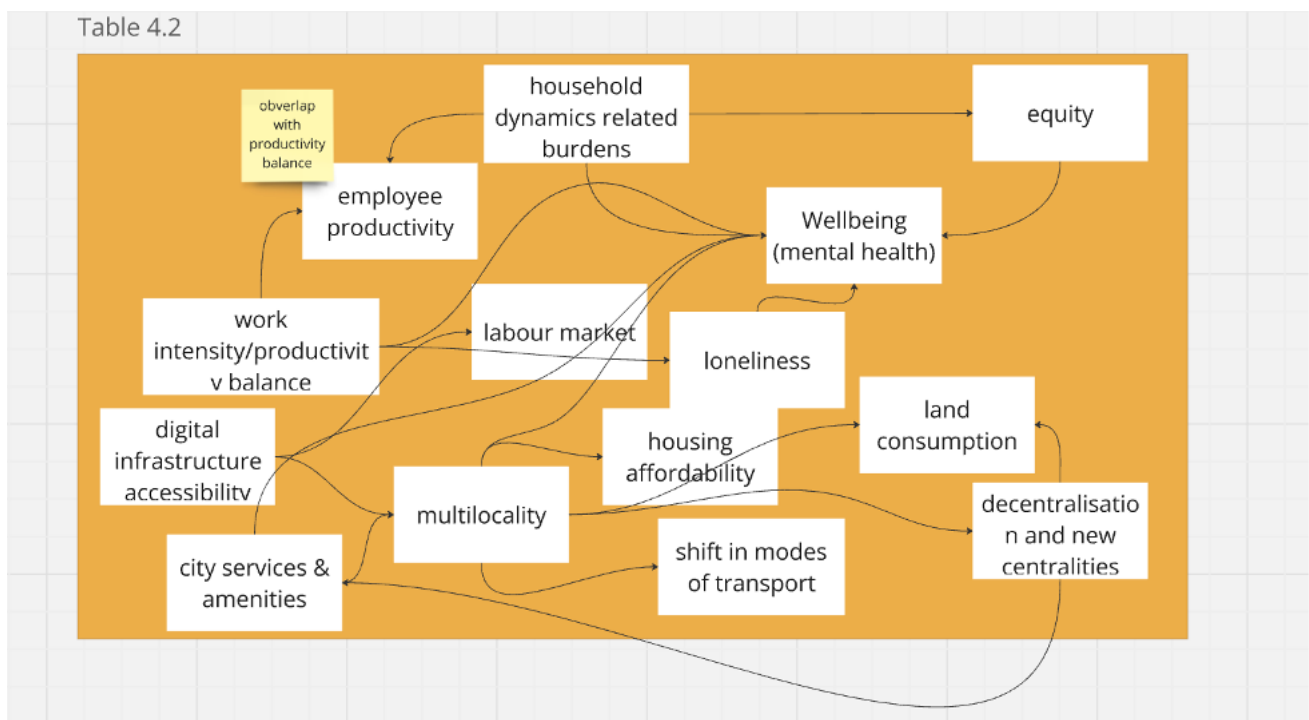 Table 4.2
obverlap
with
productivity
balance
household
dynamics related
burdens
equity
employee
productivity
Wellbeing
(mental health)
work
intensity/productivit
y balance
labour market
loneliness
digital
infrastructure
accessibility
housing
affordability
land
consumption
multilocality
decentralisatio
n and new
centralities
city services &
amenities
shift in modes
of transport